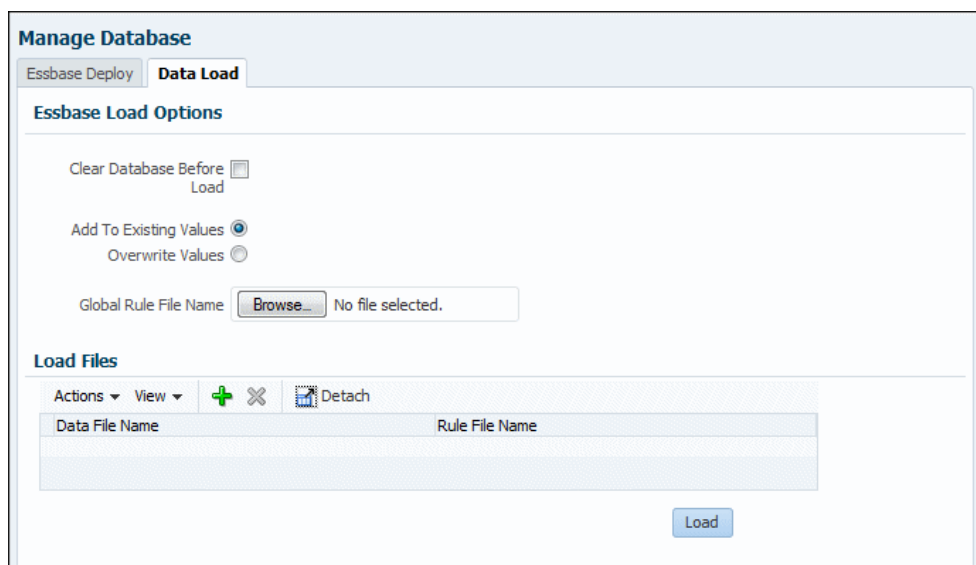 Manage Database
Essbase Deploy Data Load
Essbase Load Options
Clear Database Before
Load
Add To Existing Values
Overwrite Values
Global Rule File Name Browse... No file selected.
Load Files
Actions View Detach
Data File Name Rule File Name
Load